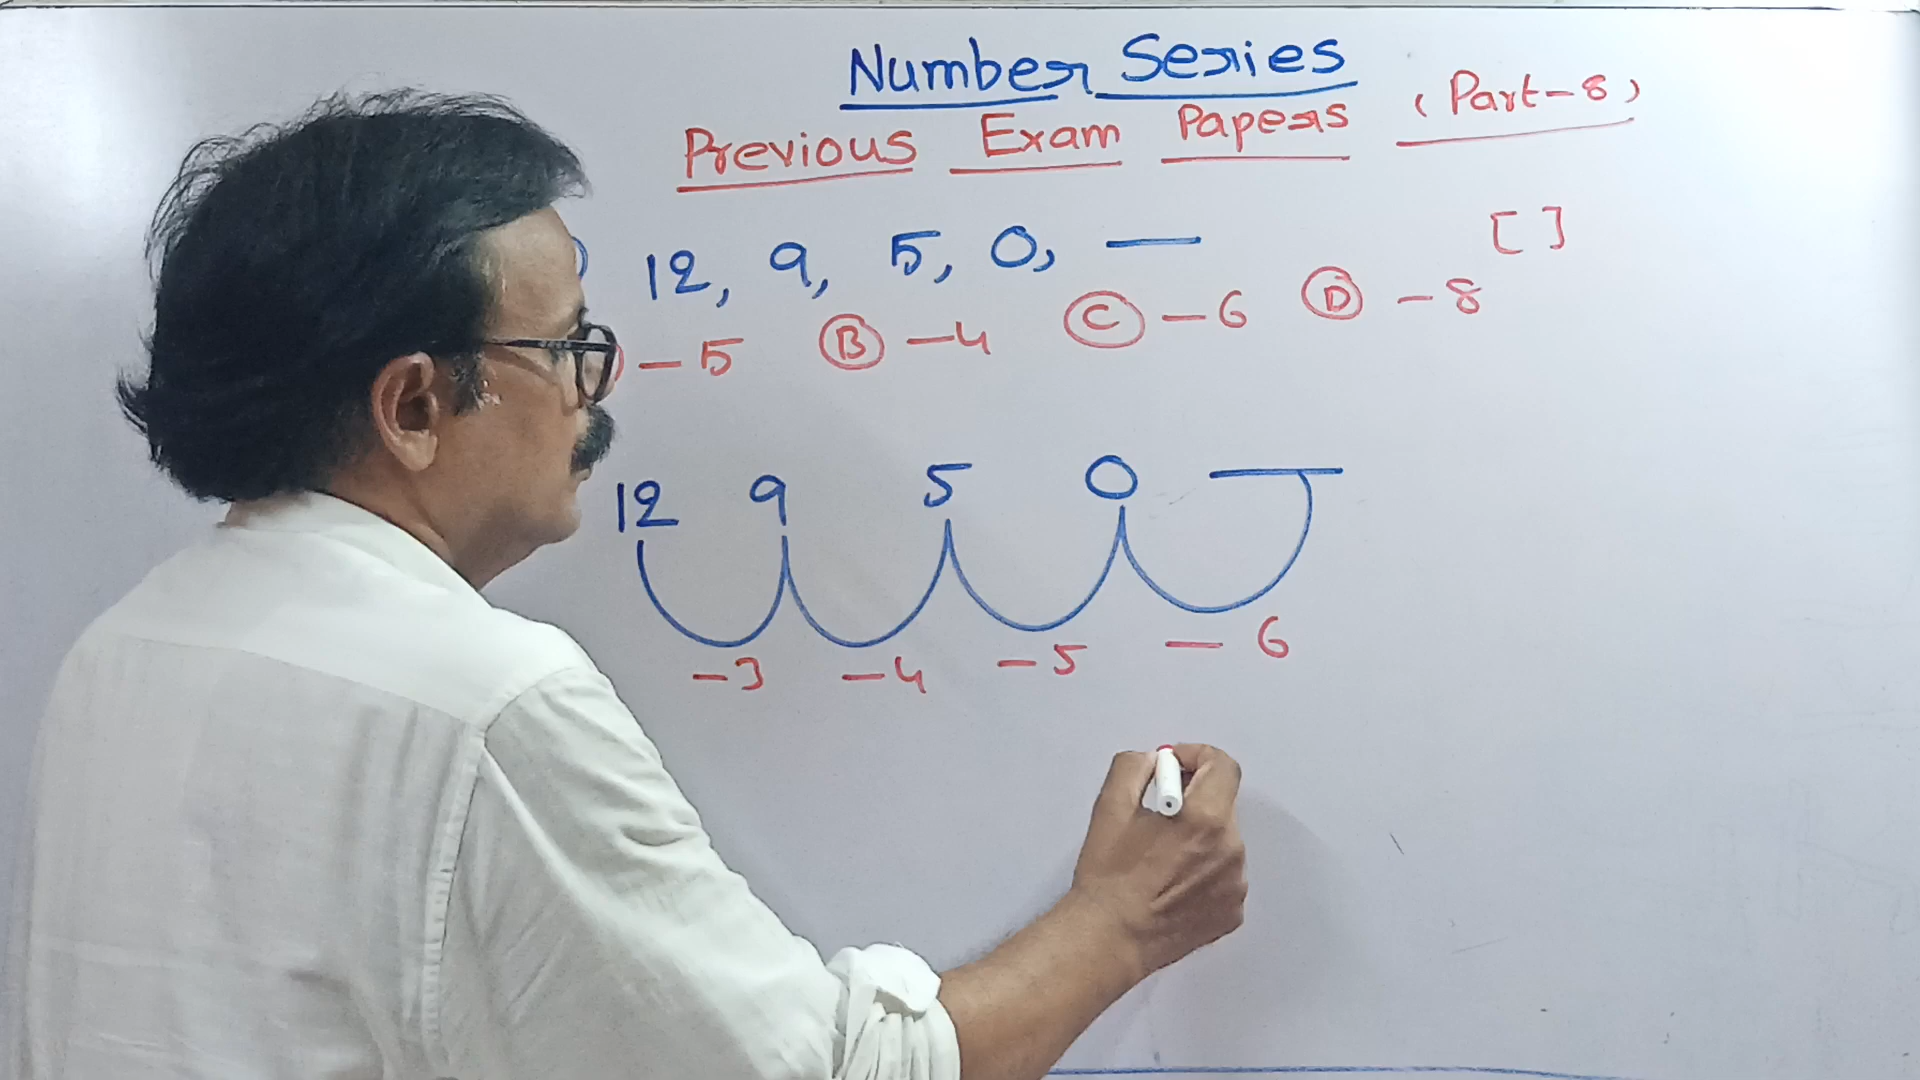 Number Series
Previous Exam Papers (Part-8)
12, 9, 5, 0, — [ ]
-5 (B) -4 (C) -6 (D) -8
12 9 5 0 —
-3 -4 -5 -6